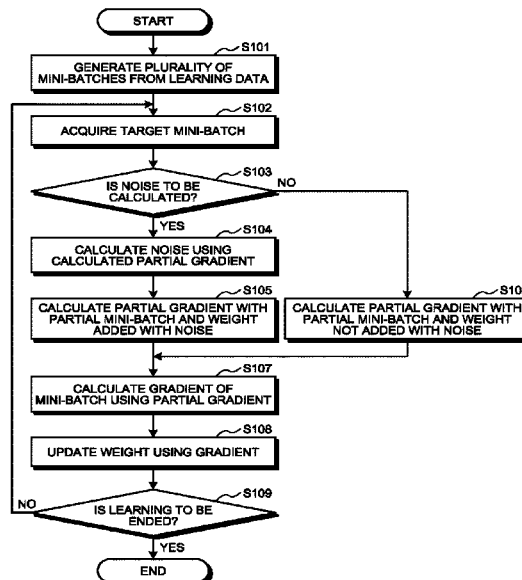 START
S101
GENERATE PLURALITY OF
MINI-BATCHES FROM LEARNING DATA
S102
ACQUIRE TARGET MINI-BATCH
S103
IS NOISE TO BE
CALCULATED?
NO
YES
S104
CALCULATE NOISE USING
CALCULATED PARTIAL GRADIENT
S105
CALCULATE PARTIAL GRADIENT WITH
PARTIAL MINI-BATCH AND WEIGHT
ADDED WITH NOISE
S10
CALCULATE PARTIAL GRADIENT WITH
PARTIAL MINI-BATCH AND WEIGHT
NOT ADDED WITH NOISE
S107
CALCULATE GRADIENT OF
MINI-BATCH USING PARTIAL GRADIENT
S108
UPDATE WEIGHT USING GRADIENT
S109
NO
IS LEARNING TO BE
ENDED?
YES
END